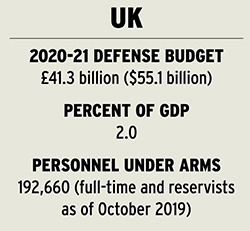 UK
2020-21 DEFENSE BUDGET
£41.3 billion ($55.1 billion)
PERCENT OF GDP
2.0
PERSONNEL UNDER ARMS
192,660 (full-time and reservists
as of October 2019)